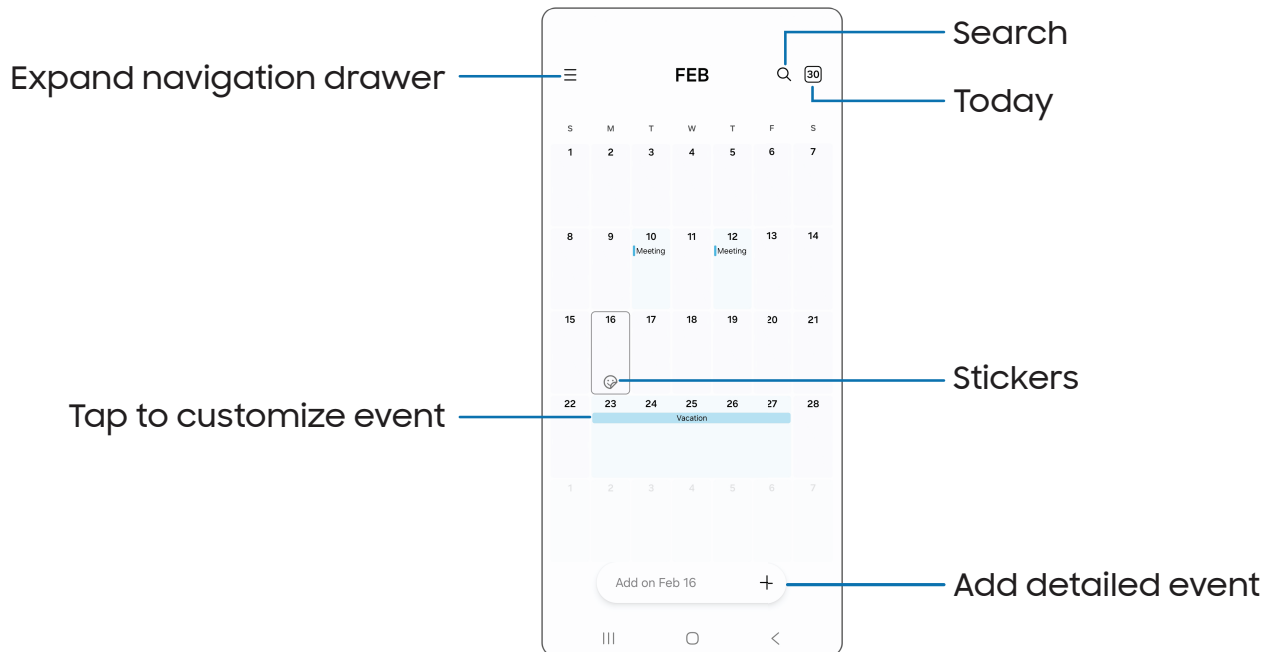 Search
Expand navigation drawer
FEB
30
Today
S M T W T F S
1 2 3 4 5 6 7
8 9 10 11 12 13 14
Meeting Meeting
15 16 17 18 19 20 21
Stickers
22 23 24 25 26 27 28
Tap to customize event
Vacation
1 2 3 4 5 6 7
Add on Feb 16
Add detailed event